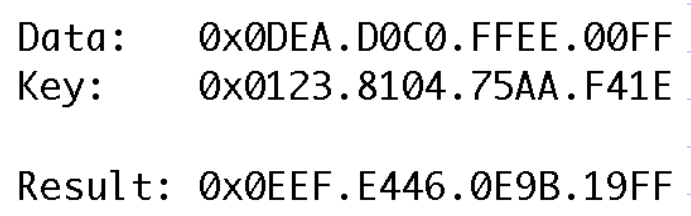 Data: 0x0DEA.D0C0.FFEE.00FF
Key: 0x0123.8104.75AA.F41E
Result: 0x0EEF.E446.0E9B.19FF